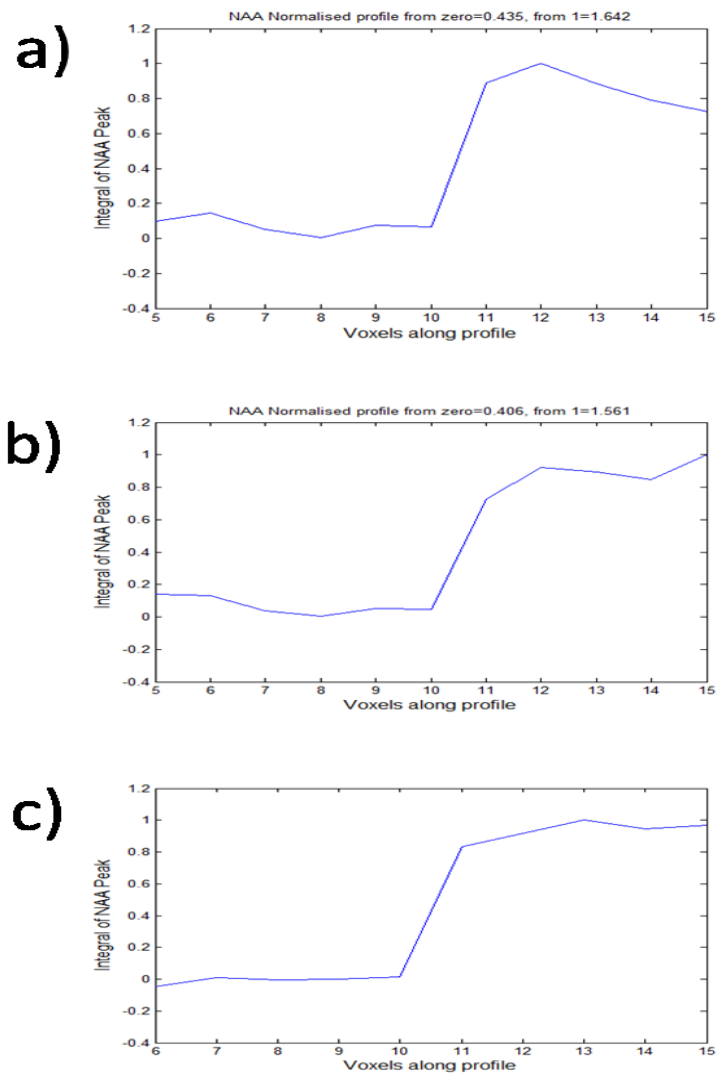 a)
NAA Normalised profile from zero=0.435, from 1=1.642
Integral of NAA Peak
1.2
1
0.8
0.6
0.4
0.2
0
-0.2
-0.4
5 6 7 8 9 10 11 12 13 14 15
Voxels along profile
b)
NAA Normalised profile from zero=0.406, from 1=1.561
Integral of NAA Peak
1.2
1
0.8
0.6
0.4
0.2
0
-0.2
-0.4
5 6 7 8 9 10 11 12 13 14 15
Voxels along profile
c)
Integral of NAA Peak
1.2
1
0.8
0.6
0.4
0.2
0
-0.2
-0.4
6 7 8 9 10 11 12 13 14 15
Voxels along profile